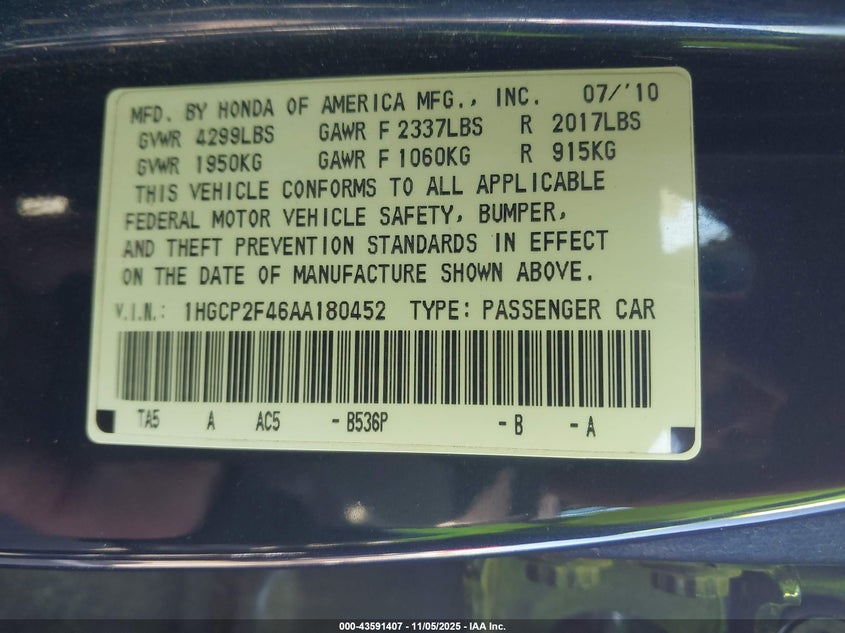 MFD. BY HONDA OF AMERICA MFG., INC. 07/'10
GVWR 4299LBS GAWR F 2337LBS R 2017LBS
GVWR 1950KG GAWR F 1060KG R 915KG
THIS VEHICLE CONFORMS TO ALL APPLICABLE
FEDERAL MOTOR VEHICLE SAFETY, BUMPER,
AND THEFT PREVENTION STANDARDS IN EFFECT
ON THE DATE OF MANUFACTURE SHOWN ABOVE.
V.I.N.: 1HGCP2F46AA180452 TYPE: PASSENGER CAR
TA5 A AC5 -B536P -B -A
000-43591407 - 11/05/2025 - IAA Inc.